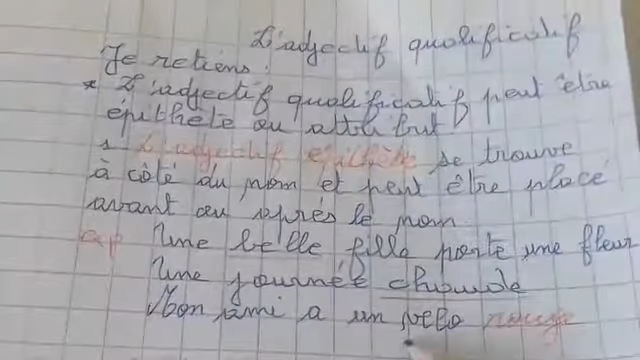 L'adjectif qualificatif
Je retiens :
* L'adjectif qualificatif peut être
épithète ou attribut
1 L'adjectif épithète se trouve
à côté du nom et peut être placé
avant ou après le nom
exp Une belle fille porte une fleur
Une journée chaude
Mon ami a un velo rouge